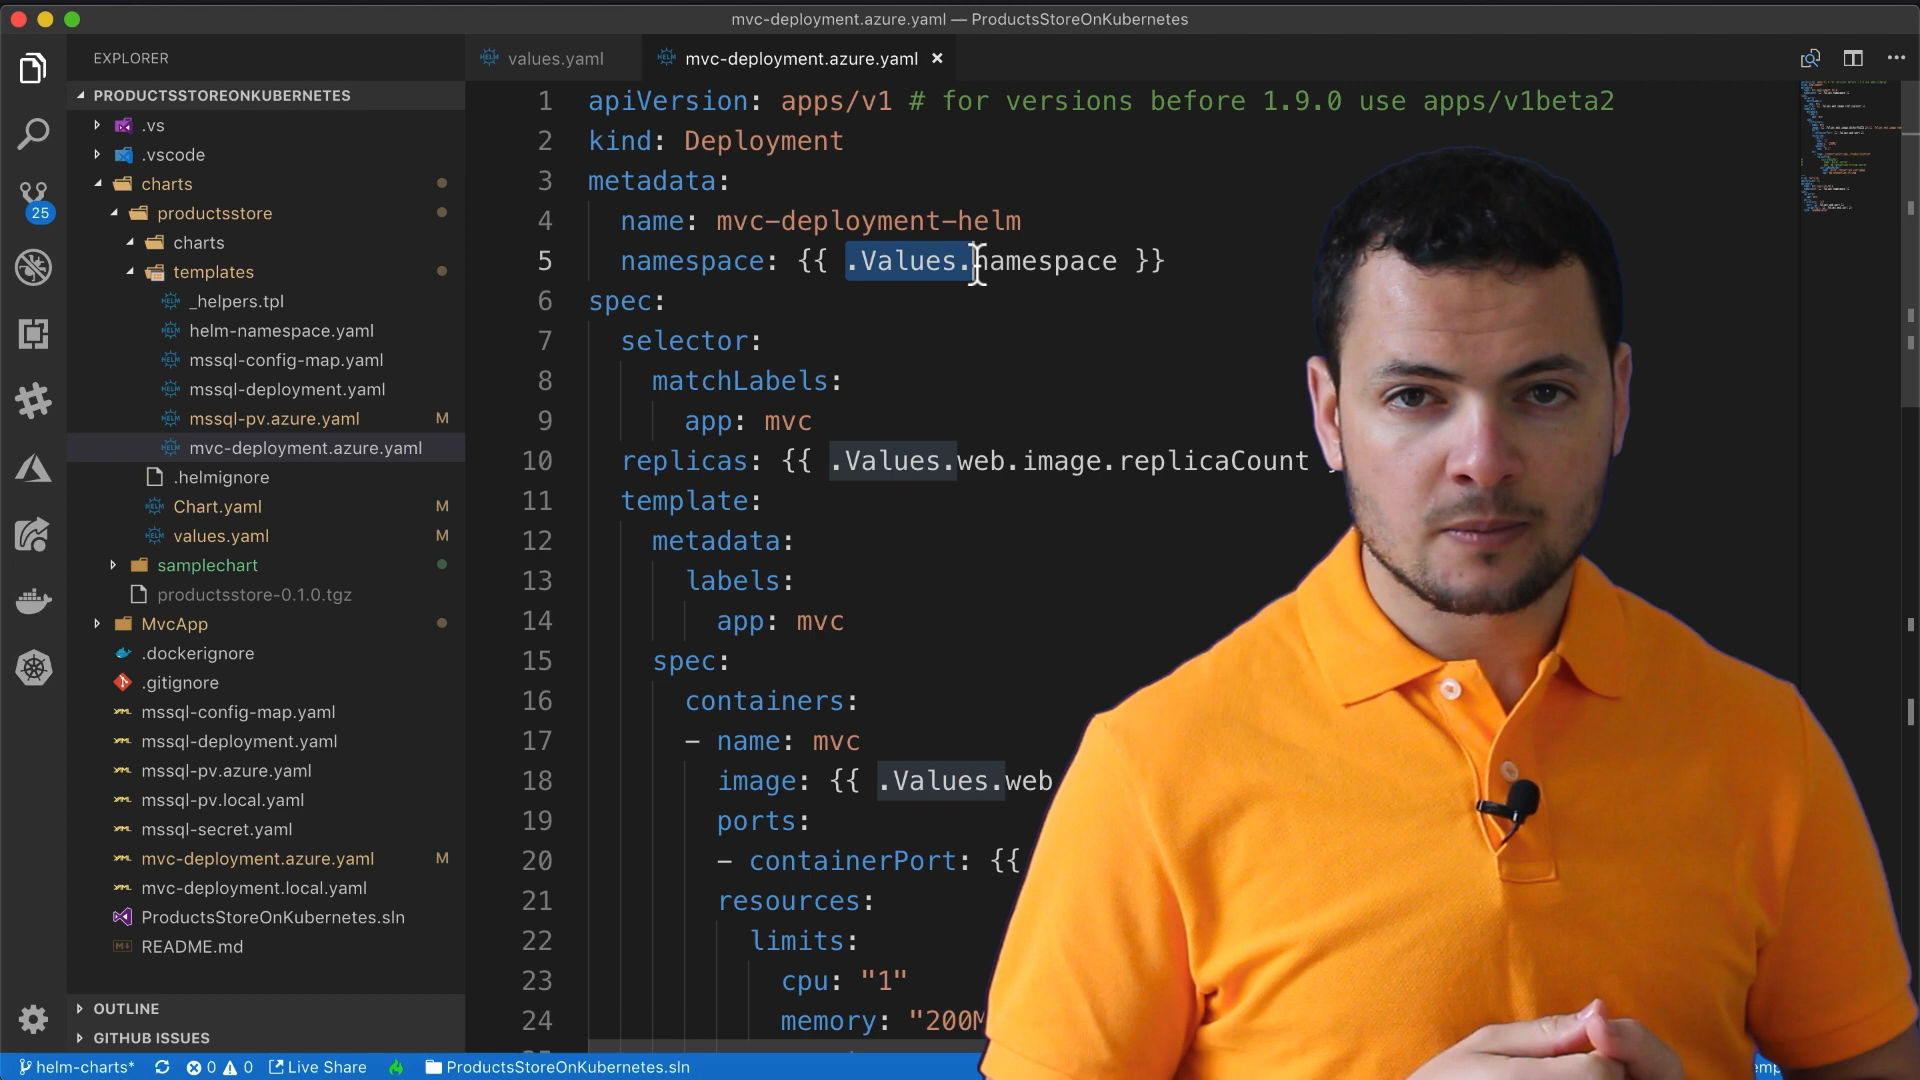 mvc-deployment.azure.yaml — ProductsStoreOnKubernetes
EXPLORER
PRODUCTSSTOREONKUBERNETES
.vs
.vscode
charts
productsstore
charts
templates
_helpers.tpl
helm-namespace.yaml
mssql-config-map.yaml
mssql-deployment.yaml
mssql-pv.azure.yaml M
mvc-deployment.azure.yaml
.helmignore
Chart.yaml M
values.yaml M
samplechart
productsstore-0.1.0.tgz
MvcApp
.dockerignore
.gitignore
mssql-config-map.yaml
mssql-deployment.yaml
mssql-pv.azure.yaml
mssql-pv.local.yaml
mssql-secret.yaml
mvc-deployment.azure.yaml M
mvc-deployment.local.yaml
ProductsStoreOnKubernetes.sln
README.md
OUTLINE
GITHUB ISSUES
25
values.yaml
mvc-deployment.azure.yaml
1 apiVersion: apps/v1 # for versions before 1.9.0 use apps/v1beta2
2 kind: Deployment
3 metadata:
4 name: mvc-deployment-helm
5 namespace: {{ .Values.namespace }}
6 spec:
7 selector:
8 matchLabels:
9 app: mvc
10 replicas: {{ .Values.web.image.replicaCount
11 template:
12 metadata:
13 labels:
14 app: mvc
15 spec:
16 containers:
17 - name: mvc
18 image: {{ .Values.web
19 ports:
20 - containerPort: {{
21 resources:
22 limits:
23 cpu: "1"
24 memory: "200M
helm-charts* 0 0 Live Share ProductsStoreOnKubernetes.sln